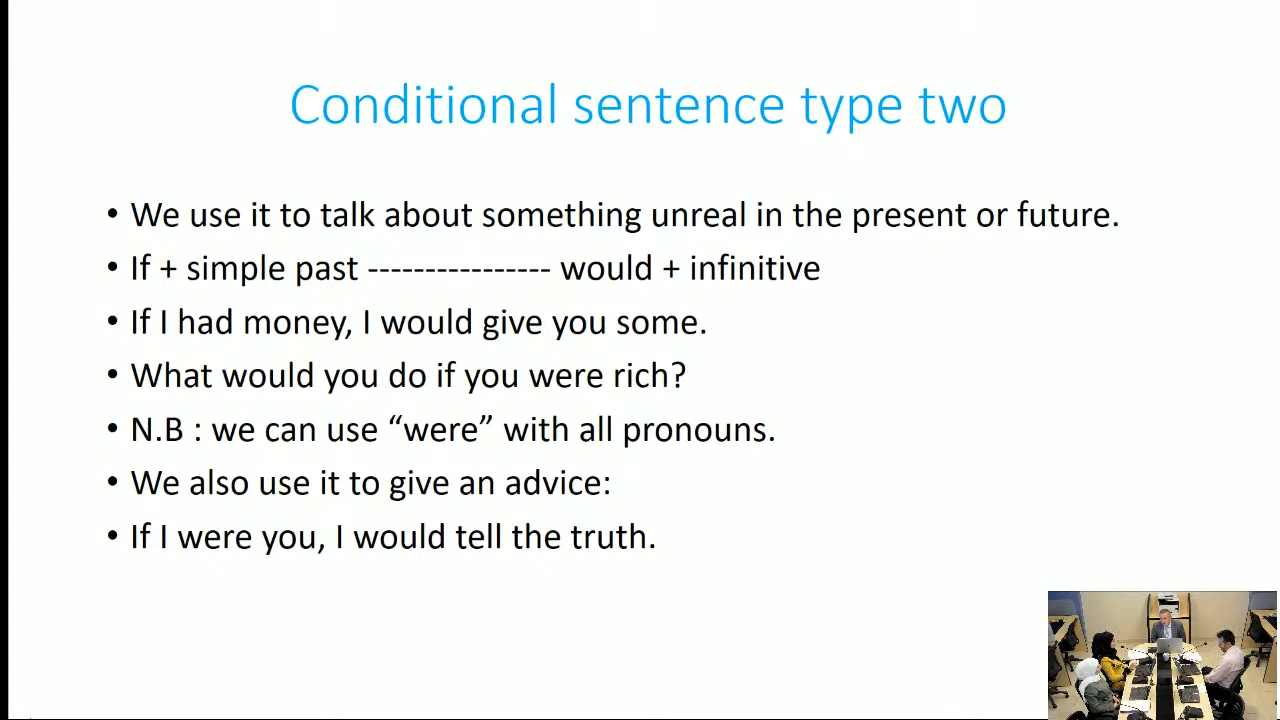 Conditional sentence type two
• We use it to talk about something unreal in the present or future.
• If + simple past ---------------- would + infinitive
• If I had money, I would give you some.
• What would you do if you were rich?
• N.B : we can use “were” with all pronouns.
• We also use it to give an advice:
• If I were you, I would tell the truth.